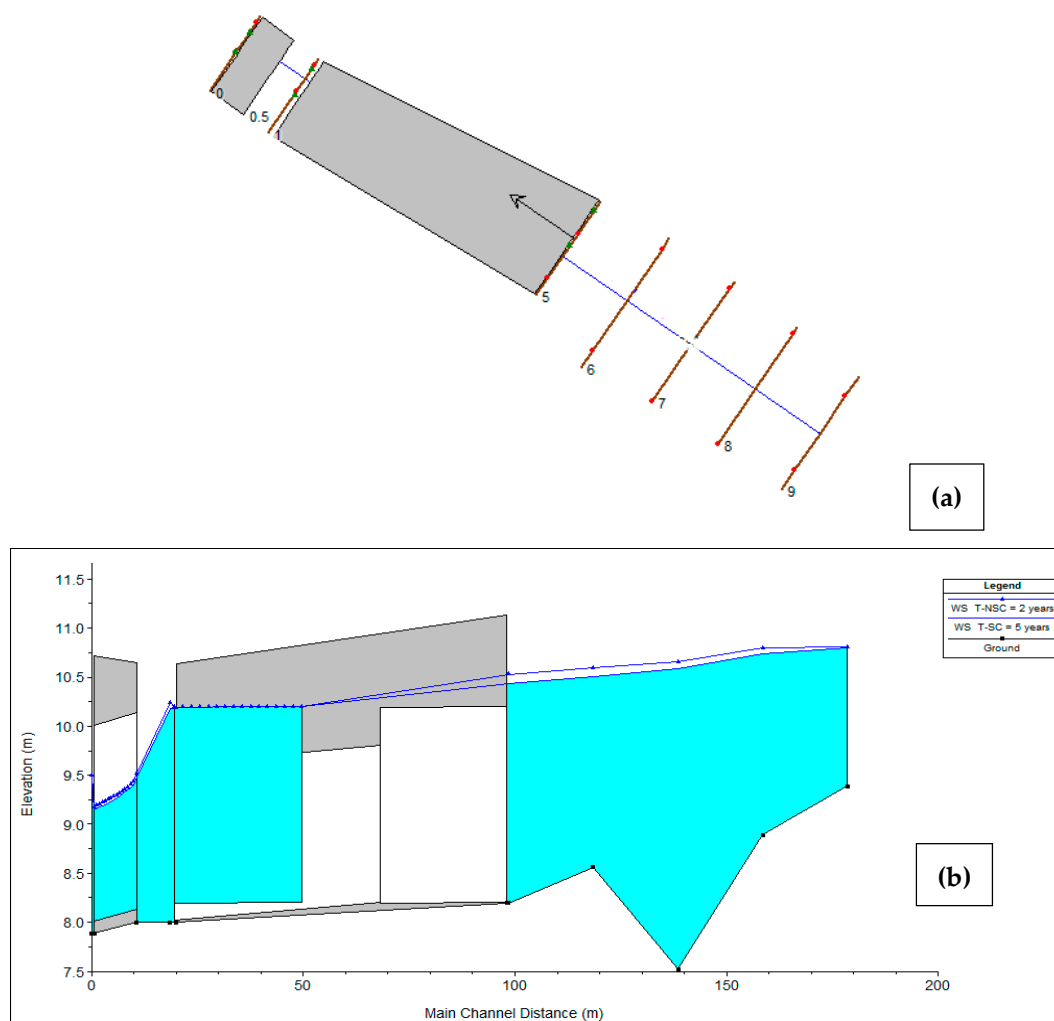 0
0.5
1
5
6
7
8
9
(a)
11.5
11.0
10.5
10.0
9.5
9.0
8.5
8.0
7.5
Elevation (m)
0
50
100
150
200
Main Channel Distance (m)
Legend
WS T-NSC = 2 years
WS T-SC = 5 years
Ground
(b)